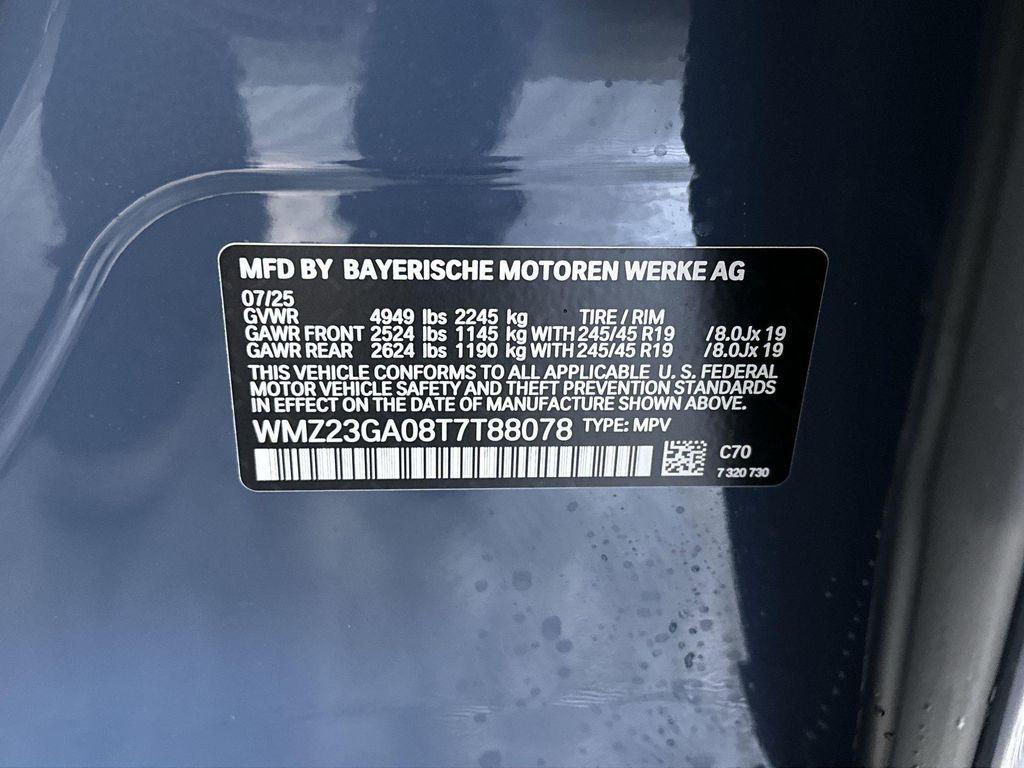 MFD BY BAYERISCHE MOTOREN WERKE AG
07/25
GVWR 4949 lbs 2245 kg TIRE / RIM
GAWR FRONT 2524 lbs 1145 kg WITH 245/45 R19 /8.0Jx 19
GAWR REAR 2624 lbs 1190 kg WITH 245/45 R19 /8.0Jx 19
THIS VEHICLE CONFORMS TO ALL APPLICABLE U. S. FEDERAL
MOTOR VEHICLE SAFETY AND THEFT PREVENTION STANDARDS
IN EFFECT ON THE DATE OF MANUFACTURE SHOWN ABOVE.
WMZ23GA08T7T88078 TYPE: MPV
C70
7 320 730